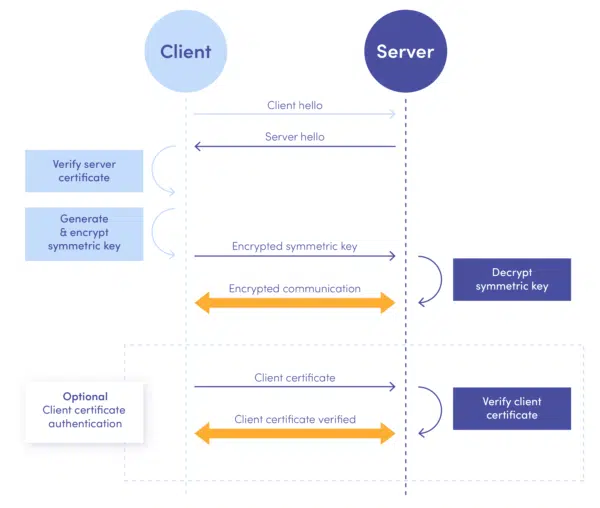 Client
Server
Client hello
Server hello
Verify server
certificate
Generate
& encrypt
symmetric key
Encrypted symmetric key
Decrypt
symmetric key
Encrypted communication
Optional
Client certificate
authentication
Client certificate
Verify client
certificate
Client certificate verified